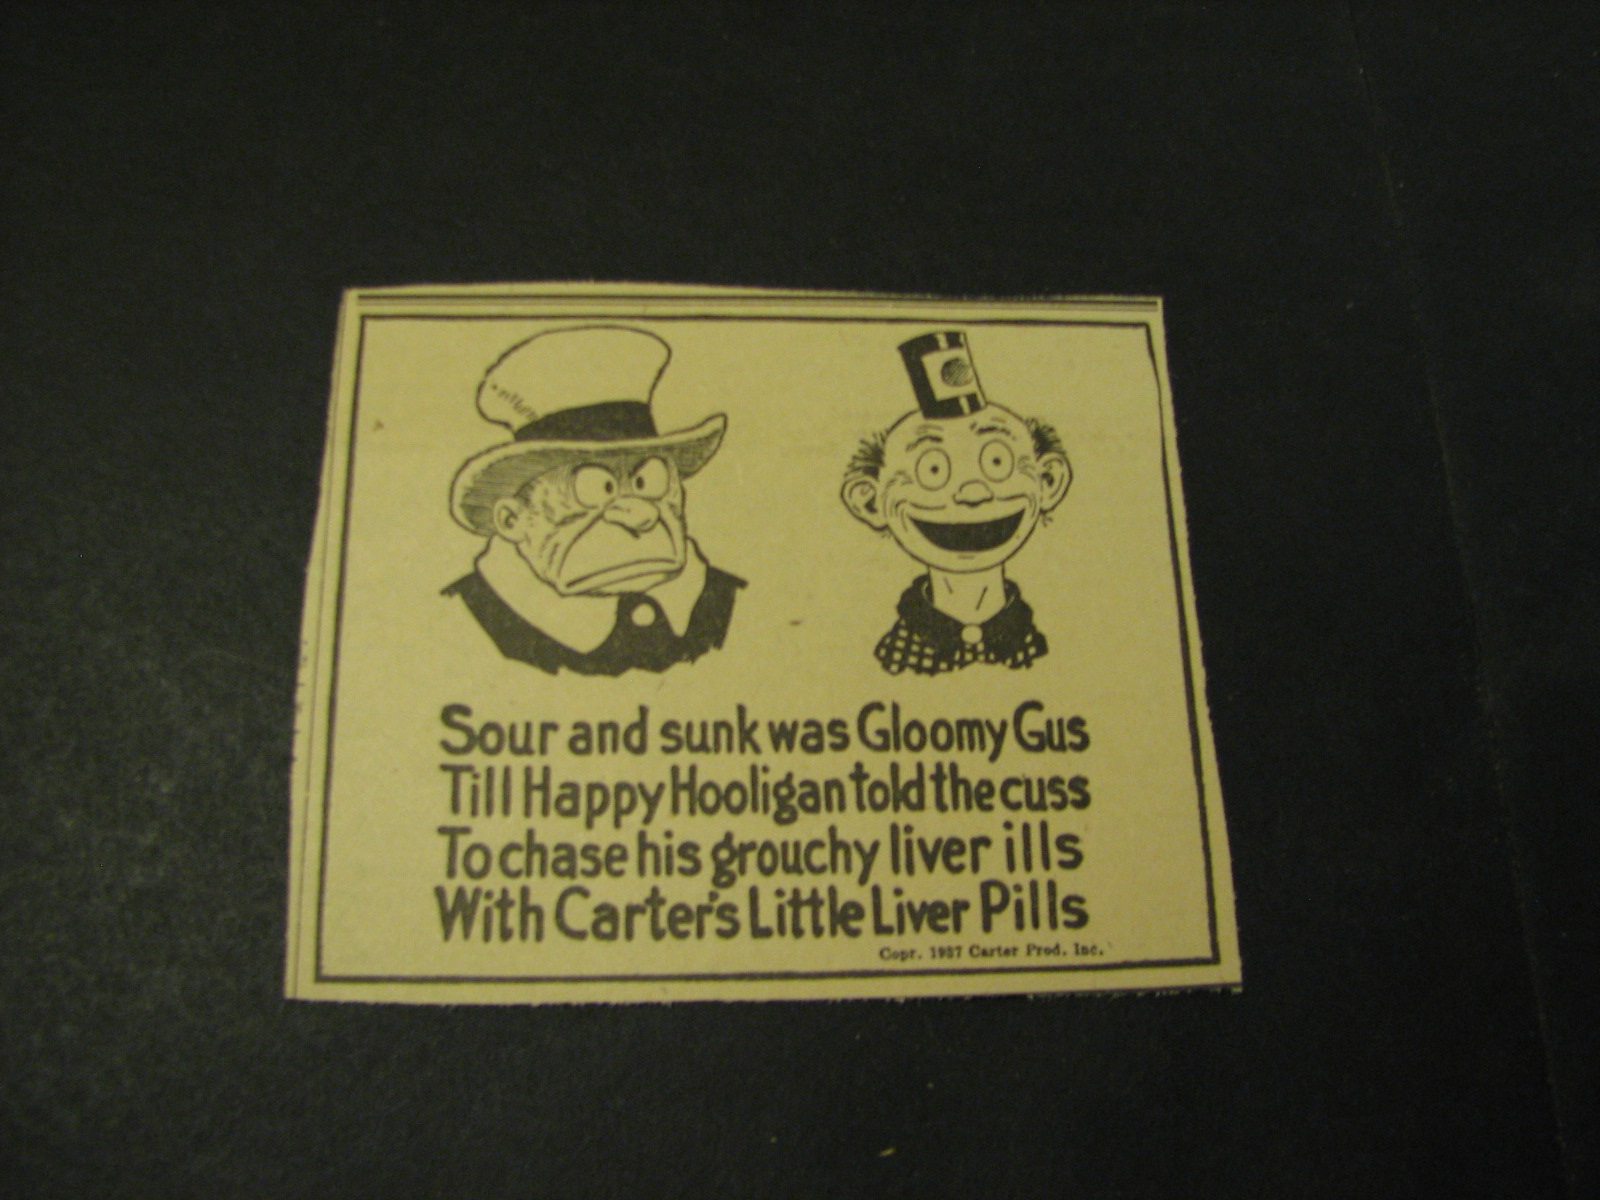 Sour and sunk was Gloomy Gus
Till Happy Hooligan told the cuss
To chase his grouchy liver ills
With Carter's Little Liver Pills
Copr. 1937 Carter Prod. Inc.